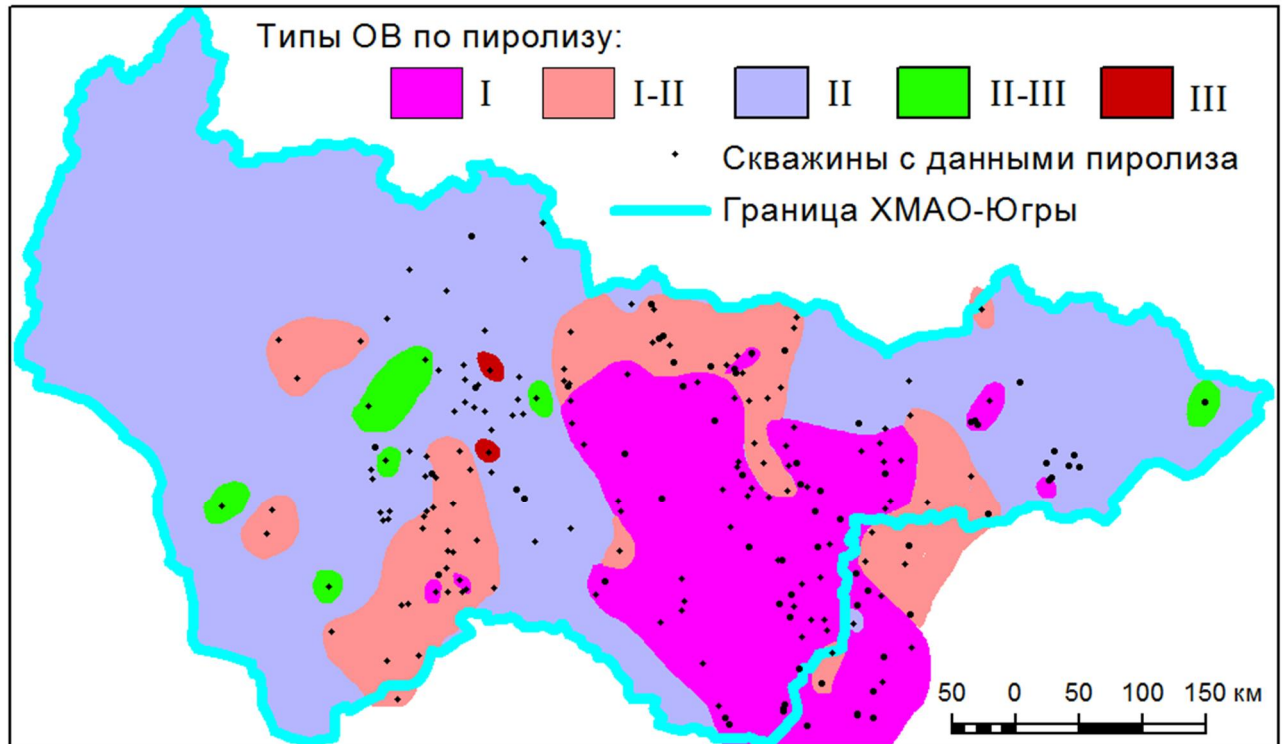 Типы ОВ по пиролизу:
I I-II II II-III III
Скважины с данными пиролиза
Граница ХМАО-Югры
50 0 50 100 150 км